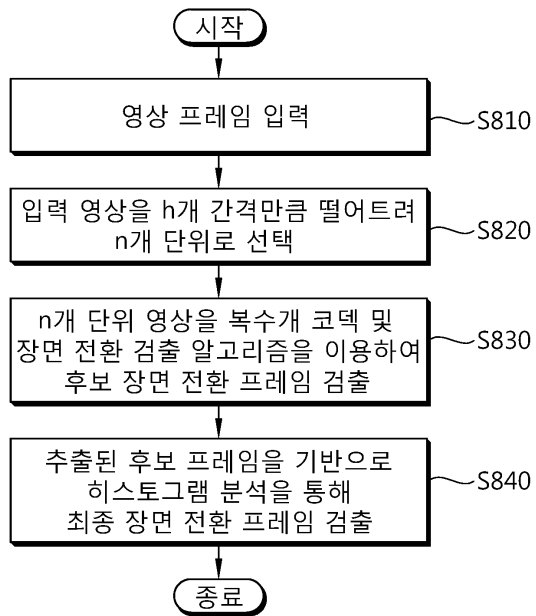 시작
영상 프레임 입력
S810
입력 영상을 h개 간격만큼 떨어트려
n개 단위로 선택
S820
n개 단위 영상을 복수개 코덱 및
장면 전환 검출 알고리즘을 이용하여
후보 장면 전환 프레임 검출
S830
추출된 후보 프레임을 기반으로
히스토그램 분석을 통해
최종 장면 전환 프레임 검출
S840
종료